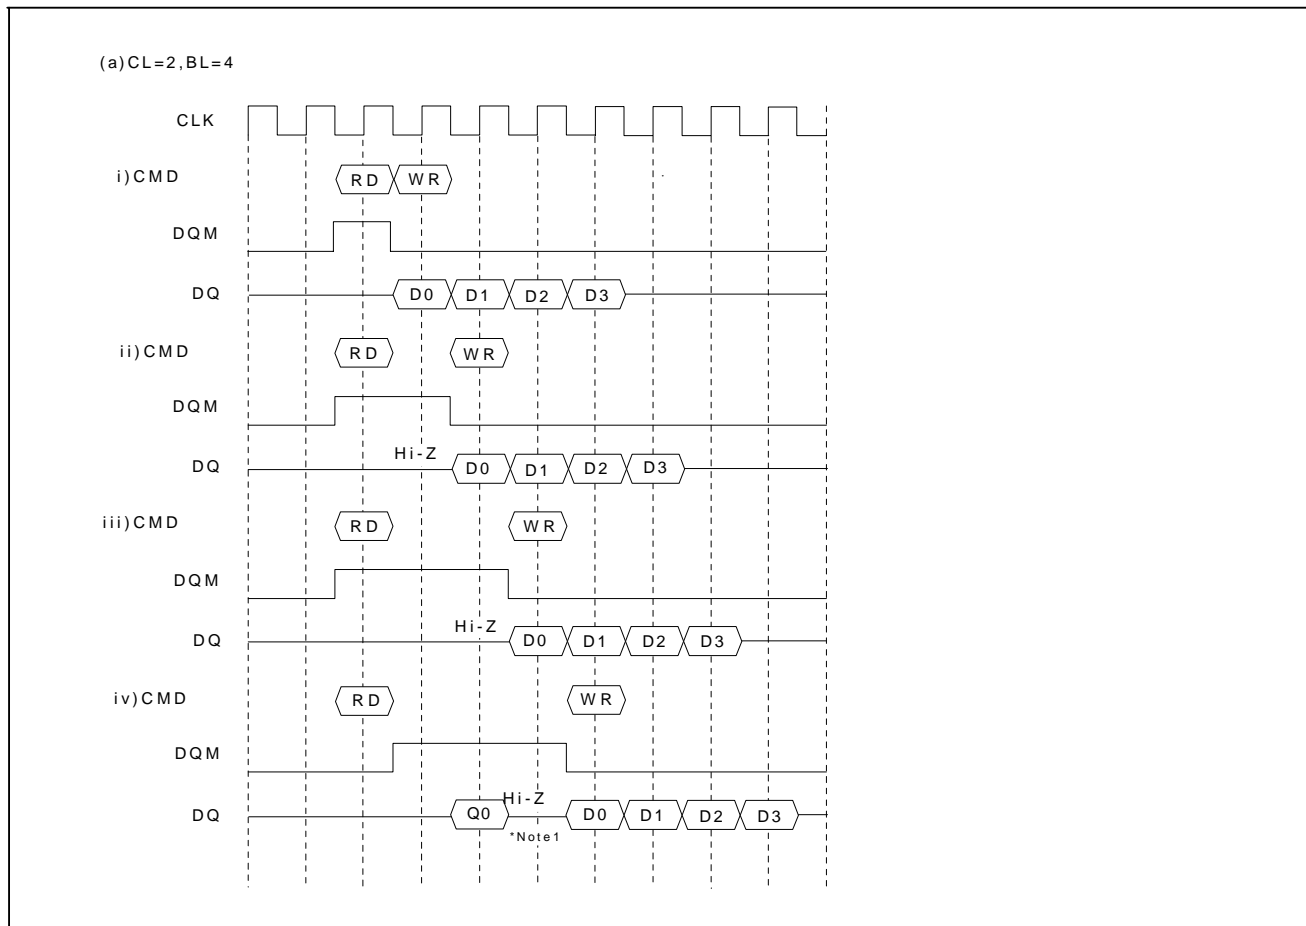 (a)CL=2,BL=4
CLK
i)CMD RD WR
DQM
DQ D0 D1 D2 D3
ii)CMD RD WR
DQM
Hi-Z
DQ D0 D1 D2 D3
iii)CMD RD WR
DQM
Hi-Z
DQ D0 D1 D2 D3
iv)CMD RD WR
DQM
Hi-Z
DQ Q0 D0 D1 D2 D3
*Note1